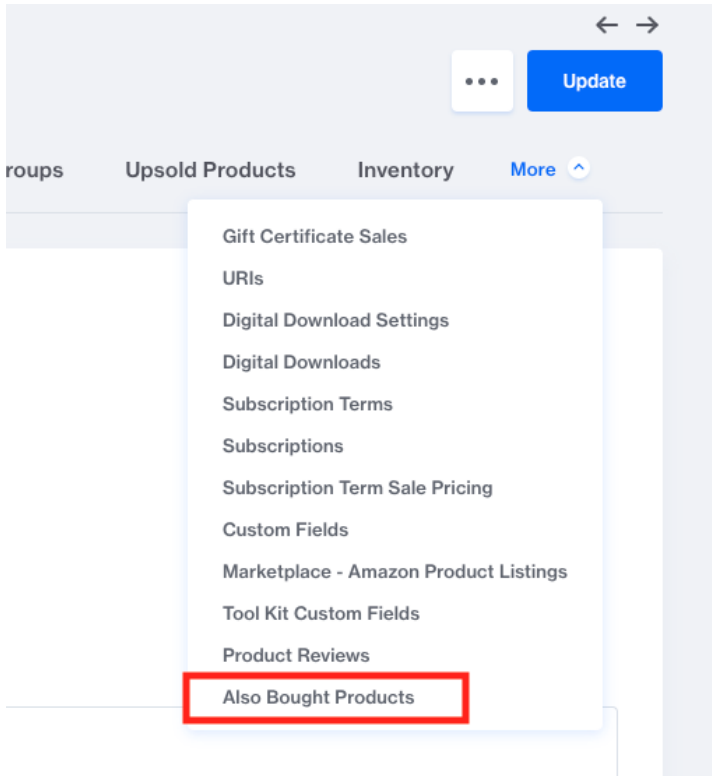 Update
roups Upsold Products Inventory More
Gift Certificate Sales
URIs
Digital Download Settings
Digital Downloads
Subscription Terms
Subscriptions
Subscription Term Sale Pricing
Custom Fields
Marketplace - Amazon Product Listings
Tool Kit Custom Fields
Product Reviews
Also Bought Products